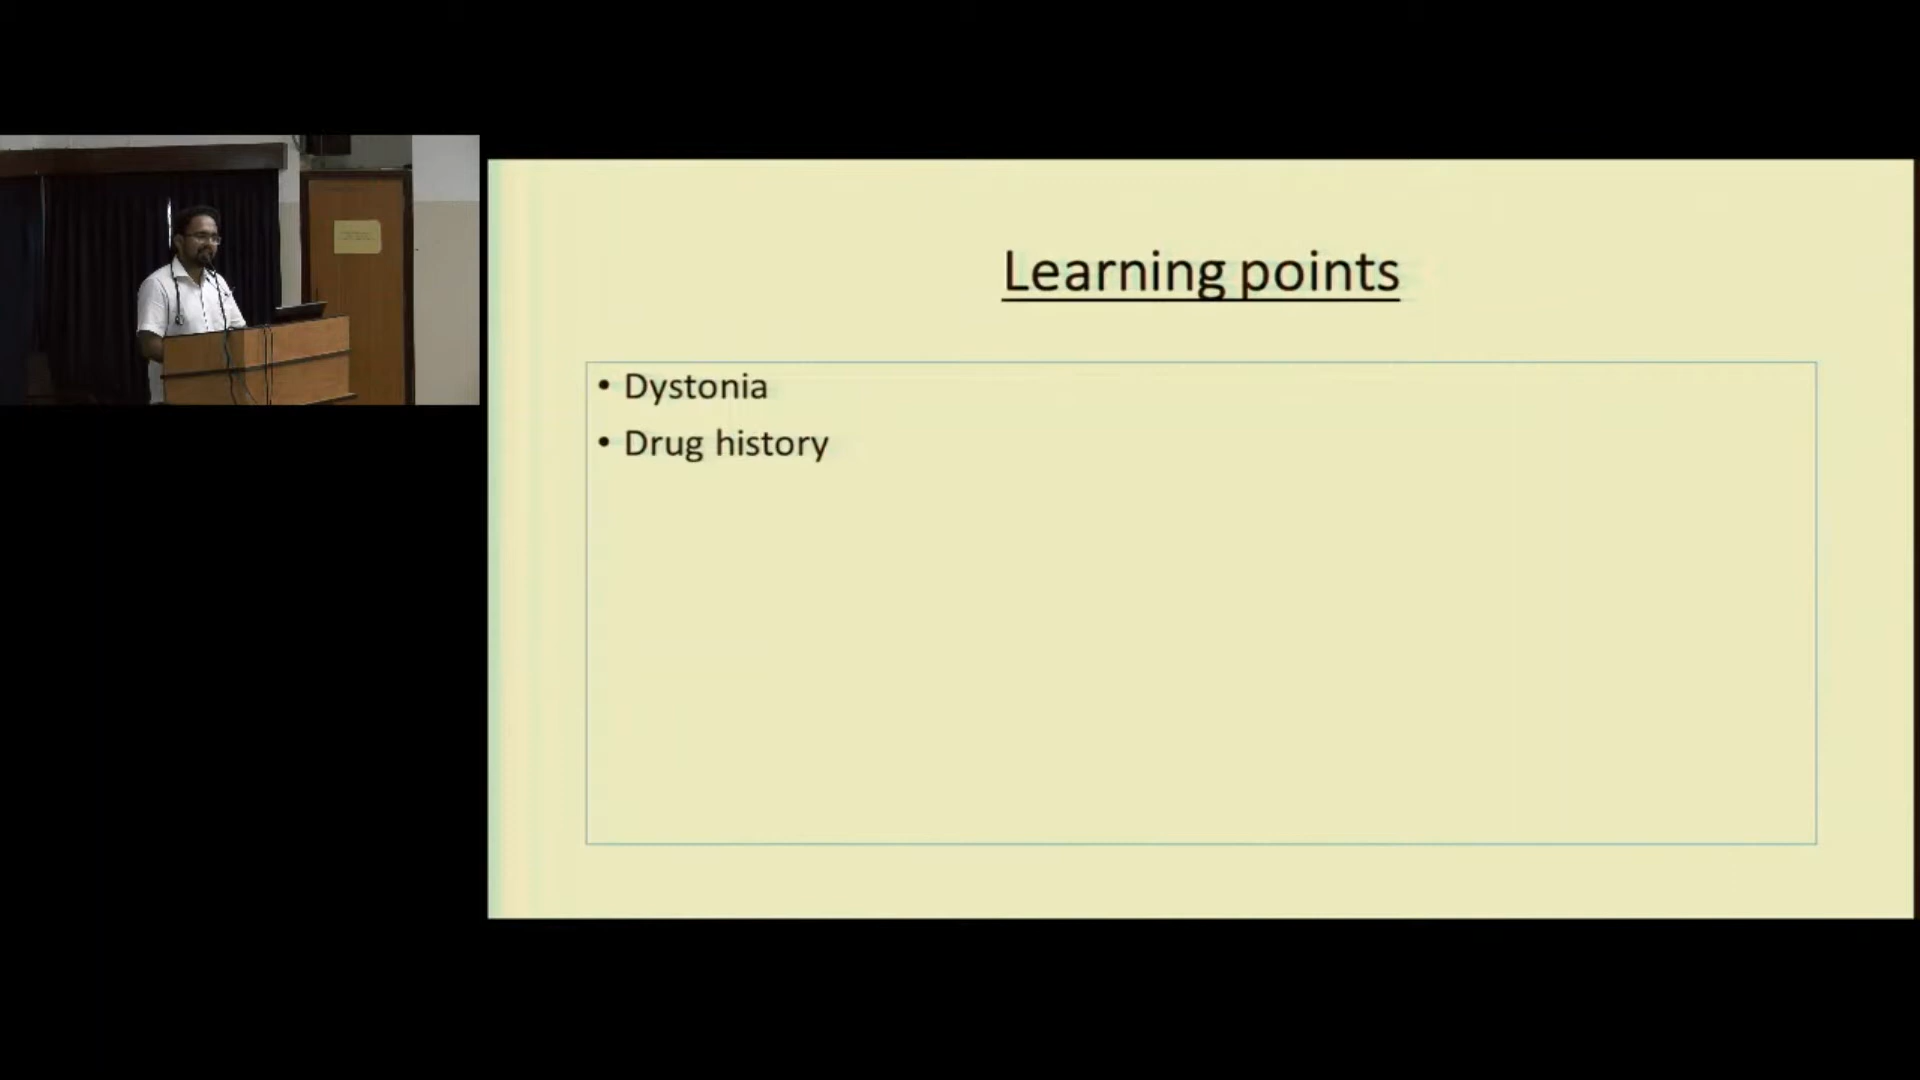 Learning points
• Dystonia
• Drug history